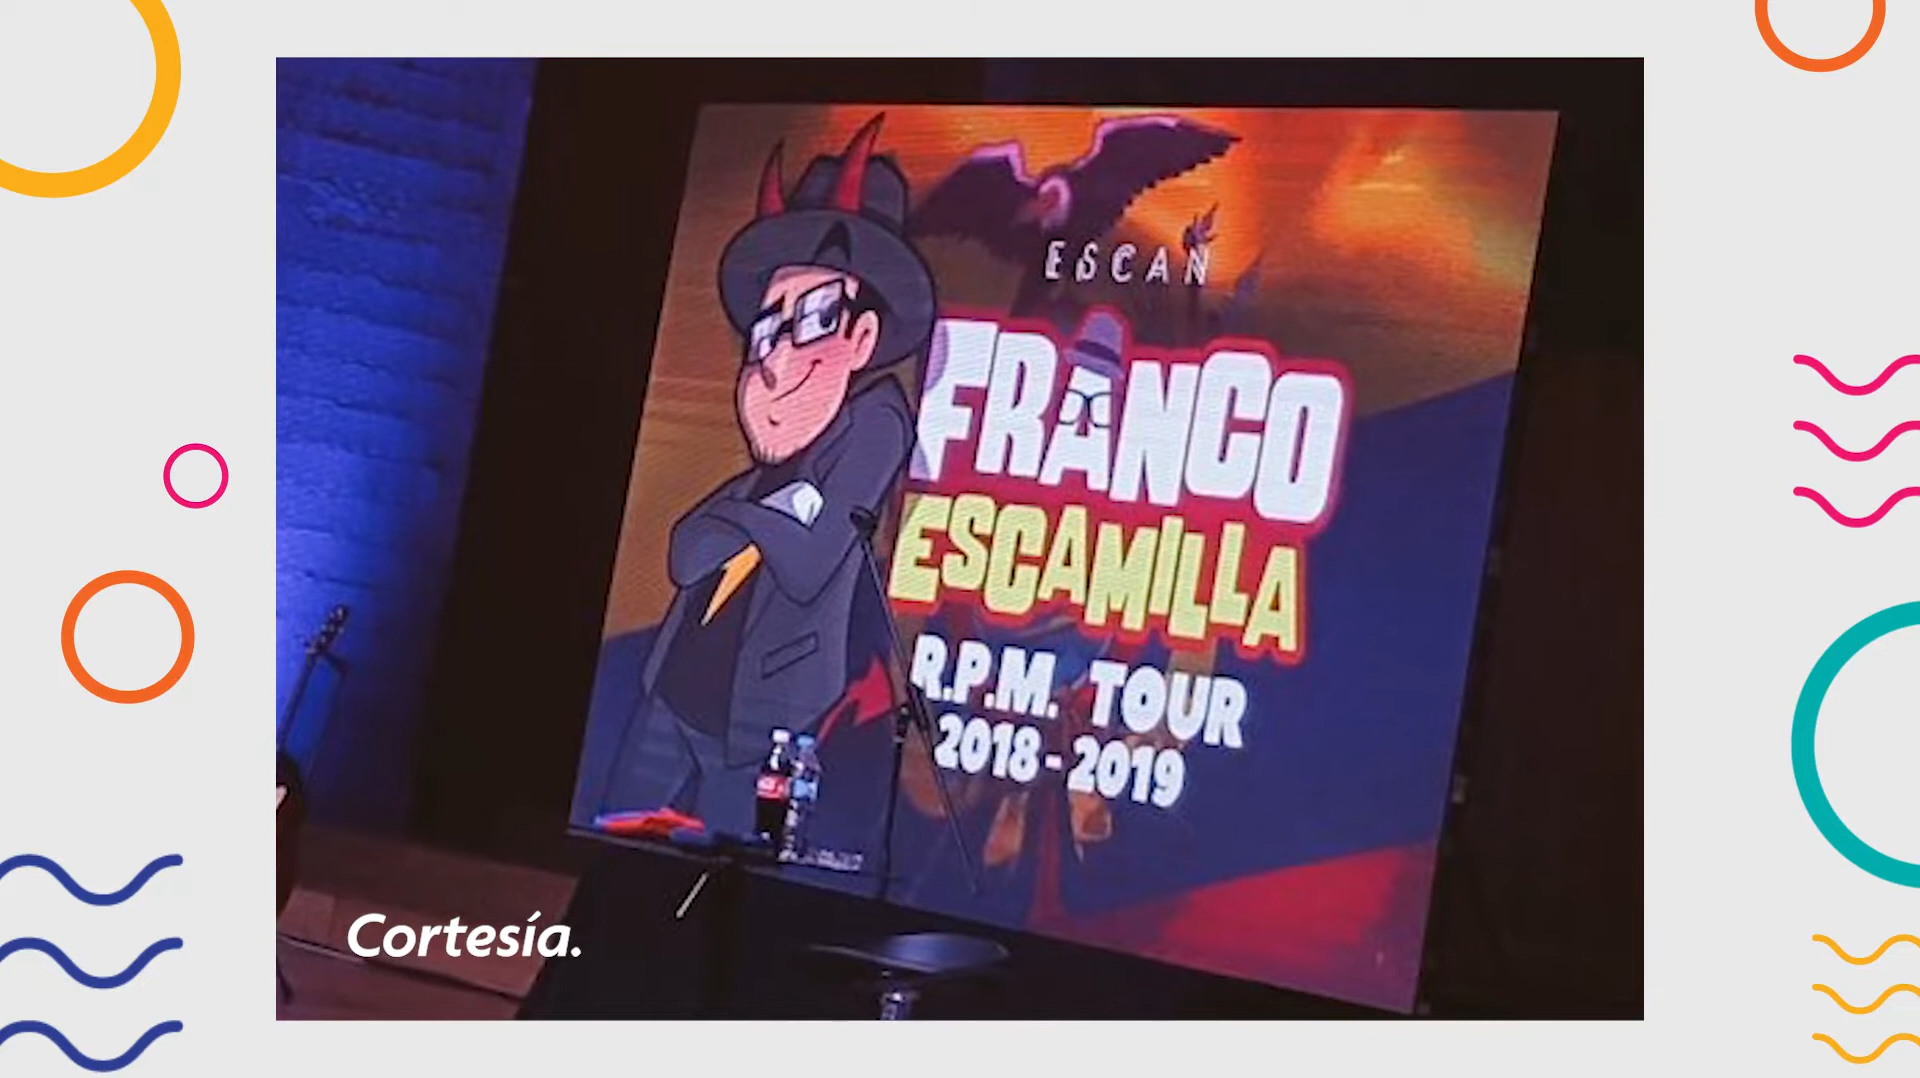 ESCAN
FRANCO
ESCAMILLA
R.P.M. TOUR
2018-2019
Cortesía.